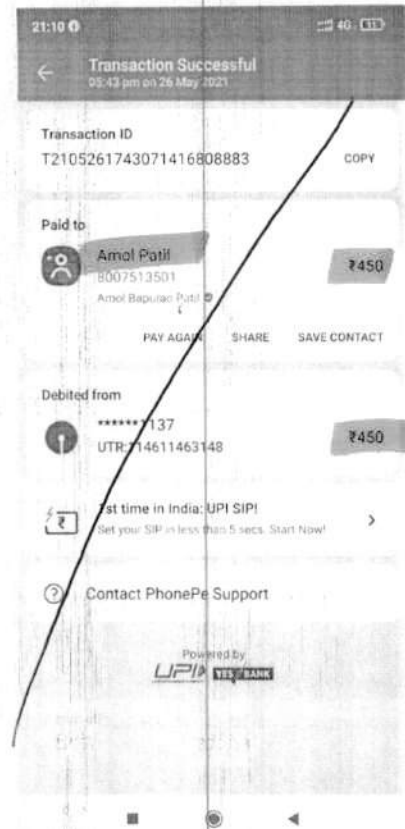 21:10
4G 11
Transaction Successful
05:43 pm on 26 May 2021
Transaction ID
T2105261743071416808883 COPY
Paid to
Amol Patil ₹450
8007513501
Amol Bapurao Patil
PAY AGAIN SHARE SAVE CONTACT
Debited from
******1137 ₹450
UTR:114611463148
1st time in India: UPI SIP!
Set your SIP in less than 5 secs. Start Now!
Contact PhonePe Support
Powered by
UPI YES BANK